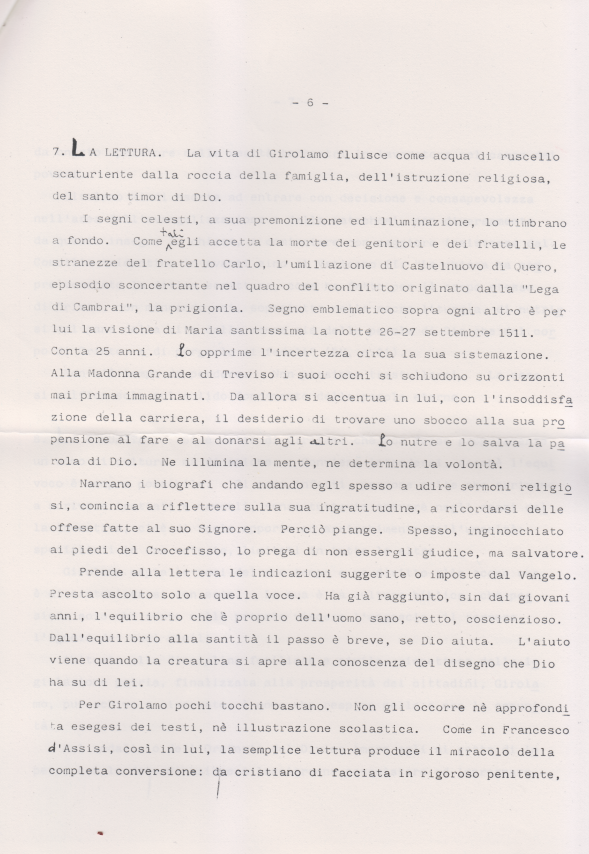 - 6 -
7. LA LETTURA. La vita di Girolamo fluisce come acqua di ruscello
scaturiente dalla roccia della famiglia, dell'istruzione religiosa,
del santo timor di Dio.
I segni celesti, a sua premonizione ed illuminazione, lo timbrano
a fondo. Come tali egli accetta la morte dei genitori e dei fratelli, le
stranezze del fratello Carlo, l'umiliazione di Castelnuovo di Quero,
episodio sconcertante nel quadro del conflitto originato dalla "Lega
di Cambrai", la prigionia. Segno emblematico sopra ogni altro è per
lui la visione di Maria santissima la notte 26-27 settembre 1511.
Conta 25 anni. Lo opprime l'incertezza circa la sua sistemazione.
Alla Madonna Grande di Treviso i suoi occhi si schiudono su orizzonti
mai prima immaginati. Da allora si accentua in lui, con l'insoddisfa
zione della carriera, il desiderio di trovare uno sbocco alla sua pro
pensione al fare e al donarsi agli altri. Lo nutre e lo salva la pa
rola di Dio. Ne illumina la mente, ne determina la volontà.
Narrano i biografi che andando egli spesso a udire sermoni religio
si, comincia a riflettere sulla sua ingratitudine, a ricordarsi delle
offese fatte al suo Signore. Perciò piange. Spesso, inginocchiato
ai piedi del Crocefisso, lo prega di non essergli giudice, ma salvatore.
Prende alla lettera le indicazioni suggerite o imposte dal Vangelo.
Presta ascolto solo a quella voce. Ha già raggiunto, sin dai giovani
anni, l'equilibrio che è proprio dell'uomo sano, retto, coscienzioso.
Dall'equilibrio alla santità il passo è breve, se Dio aiuta. L'aiuto
viene quando la creatura si apre alla conoscenza del disegno che Dio
ha su di lei.
Per Girolamo pochi tocchi bastano. Non gli occorre nè approfondi
ta esegesi dei testi, nè illustrazione scolastica. Come in Francesco
d'Assisi, così in lui, la semplice lettura produce il miracolo della
completa conversione: da cristiano di facciata in rigoroso penitente,